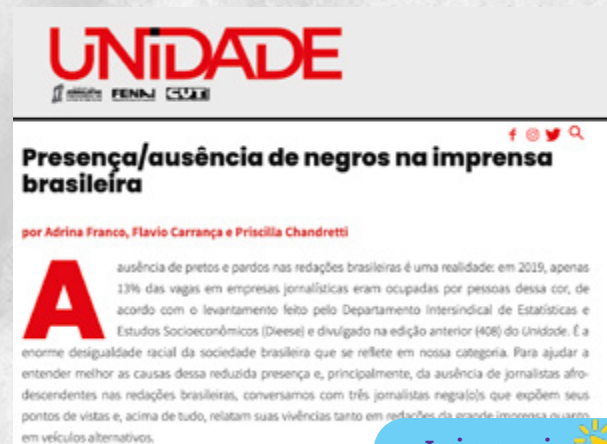 UNiDADE
FENAJ CUT
Presença/ausência de negros na imprensa
brasileira
por Adrina Franco, Flavio Carrança e Priscilla Chandretti
A ausência de pretos e pardos nas redações brasileiras é uma realidade: em 2019, apenas
13% das vagas em empresas jornalísticas eram ocupadas por pessoas dessa cor, de
acordo com o levantamento feito pelo Departamento Intersindical de Estatísticas e
Estudos Socioeconômicos (Dieese) e divulgado na edição anterior (408) do Unidade. É a
enorme desigualdade racial da sociedade brasileira que se reflete em nossa categoria. Para ajudar a
entender melhor as causas dessa reduzida presença e, principalmente, da ausência de jornalistas afro-
descendentes nas redações brasileiras, conversamos com três jornalistas negra(o)s que expõem seus
pontos de vistas e, acima de tudo, relatam suas vivências tanto em redações da grande imprensa quanto
em veículos alternativos.